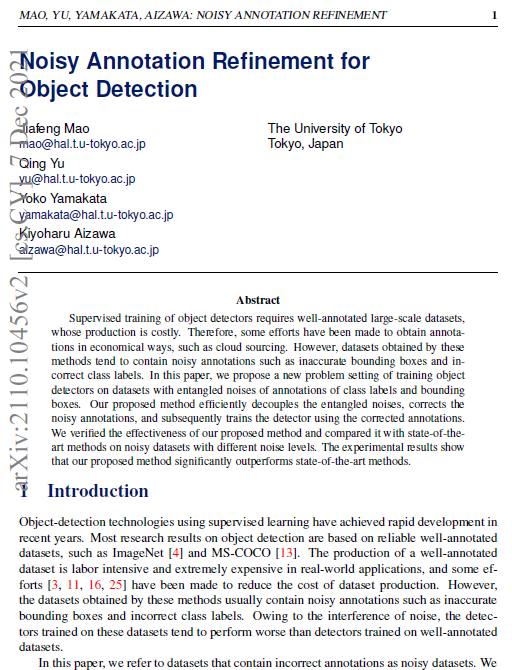 MAO, YU, YAMAKATA, AIZAWA: NOISY ANNOTATION REFINEMENT 1
Noisy Annotation Refinement for
Object Detection
Jiafeng Mao
mao@hal.t.u-tokyo.ac.jp
Qing Yu
yu@hal.t.u-tokyo.ac.jp
Yoko Yamakata
yamakata@hal.t.u-tokyo.ac.jp
Kiyoharu Aizawa
aizawa@hal.t.u-tokyo.ac.jp
The University of Tokyo
Tokyo, Japan
arXiv:2110.10456v2 [cs.CV] 7 Dec 2021
Abstract
Supervised training of object detectors requires well-annotated large-scale datasets,
whose production is costly. Therefore, some efforts have been made to obtain annota-
tions in economical ways, such as cloud sourcing. However, datasets obtained by these
methods tend to contain noisy annotations such as inaccurate bounding boxes and in-
correct class labels. In this paper, we propose a new problem setting of training object
detectors on datasets with entangled noises of annotations of class labels and bounding
boxes. Our proposed method efficiently decouples the entangled noises, corrects the
noisy annotations, and subsequently trains the detector using the corrected annotations.
We verified the effectiveness of our proposed method and compared it with state-of-the-
art methods on noisy datasets with different noise levels. The experimental results show
that our proposed method significantly outperforms state-of-the-art methods.
1 Introduction
Object-detection technologies using supervised learning have achieved rapid development in
recent years. Most research results on object detection are based on reliable well-annotated
datasets, such as ImageNet [4] and MS-COCO [13]. The production of a well-annotated
dataset is labor intensive and extremely expensive in real-world applications, and some ef-
forts [3, 11, 16, 25] have been made to reduce the cost of dataset production. However,
the datasets obtained by these methods usually contain noisy annotations such as inaccurate
bounding boxes and incorrect class labels. Owing to the interference of noise, the detec-
tors trained on these datasets tend to perform worse than detectors trained on well-annotated
datasets.
In this paper, we refer to datasets that contain incorrect annotations as noisy datasets. We